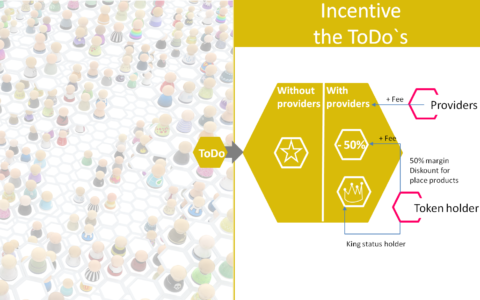 Incentive
the ToDo`s
Without
providers
With
providers
+ Fee
Providers
ToDo
- 50%
+ Fee
50% margin
Diskount for
place products
Token holder
King status holder